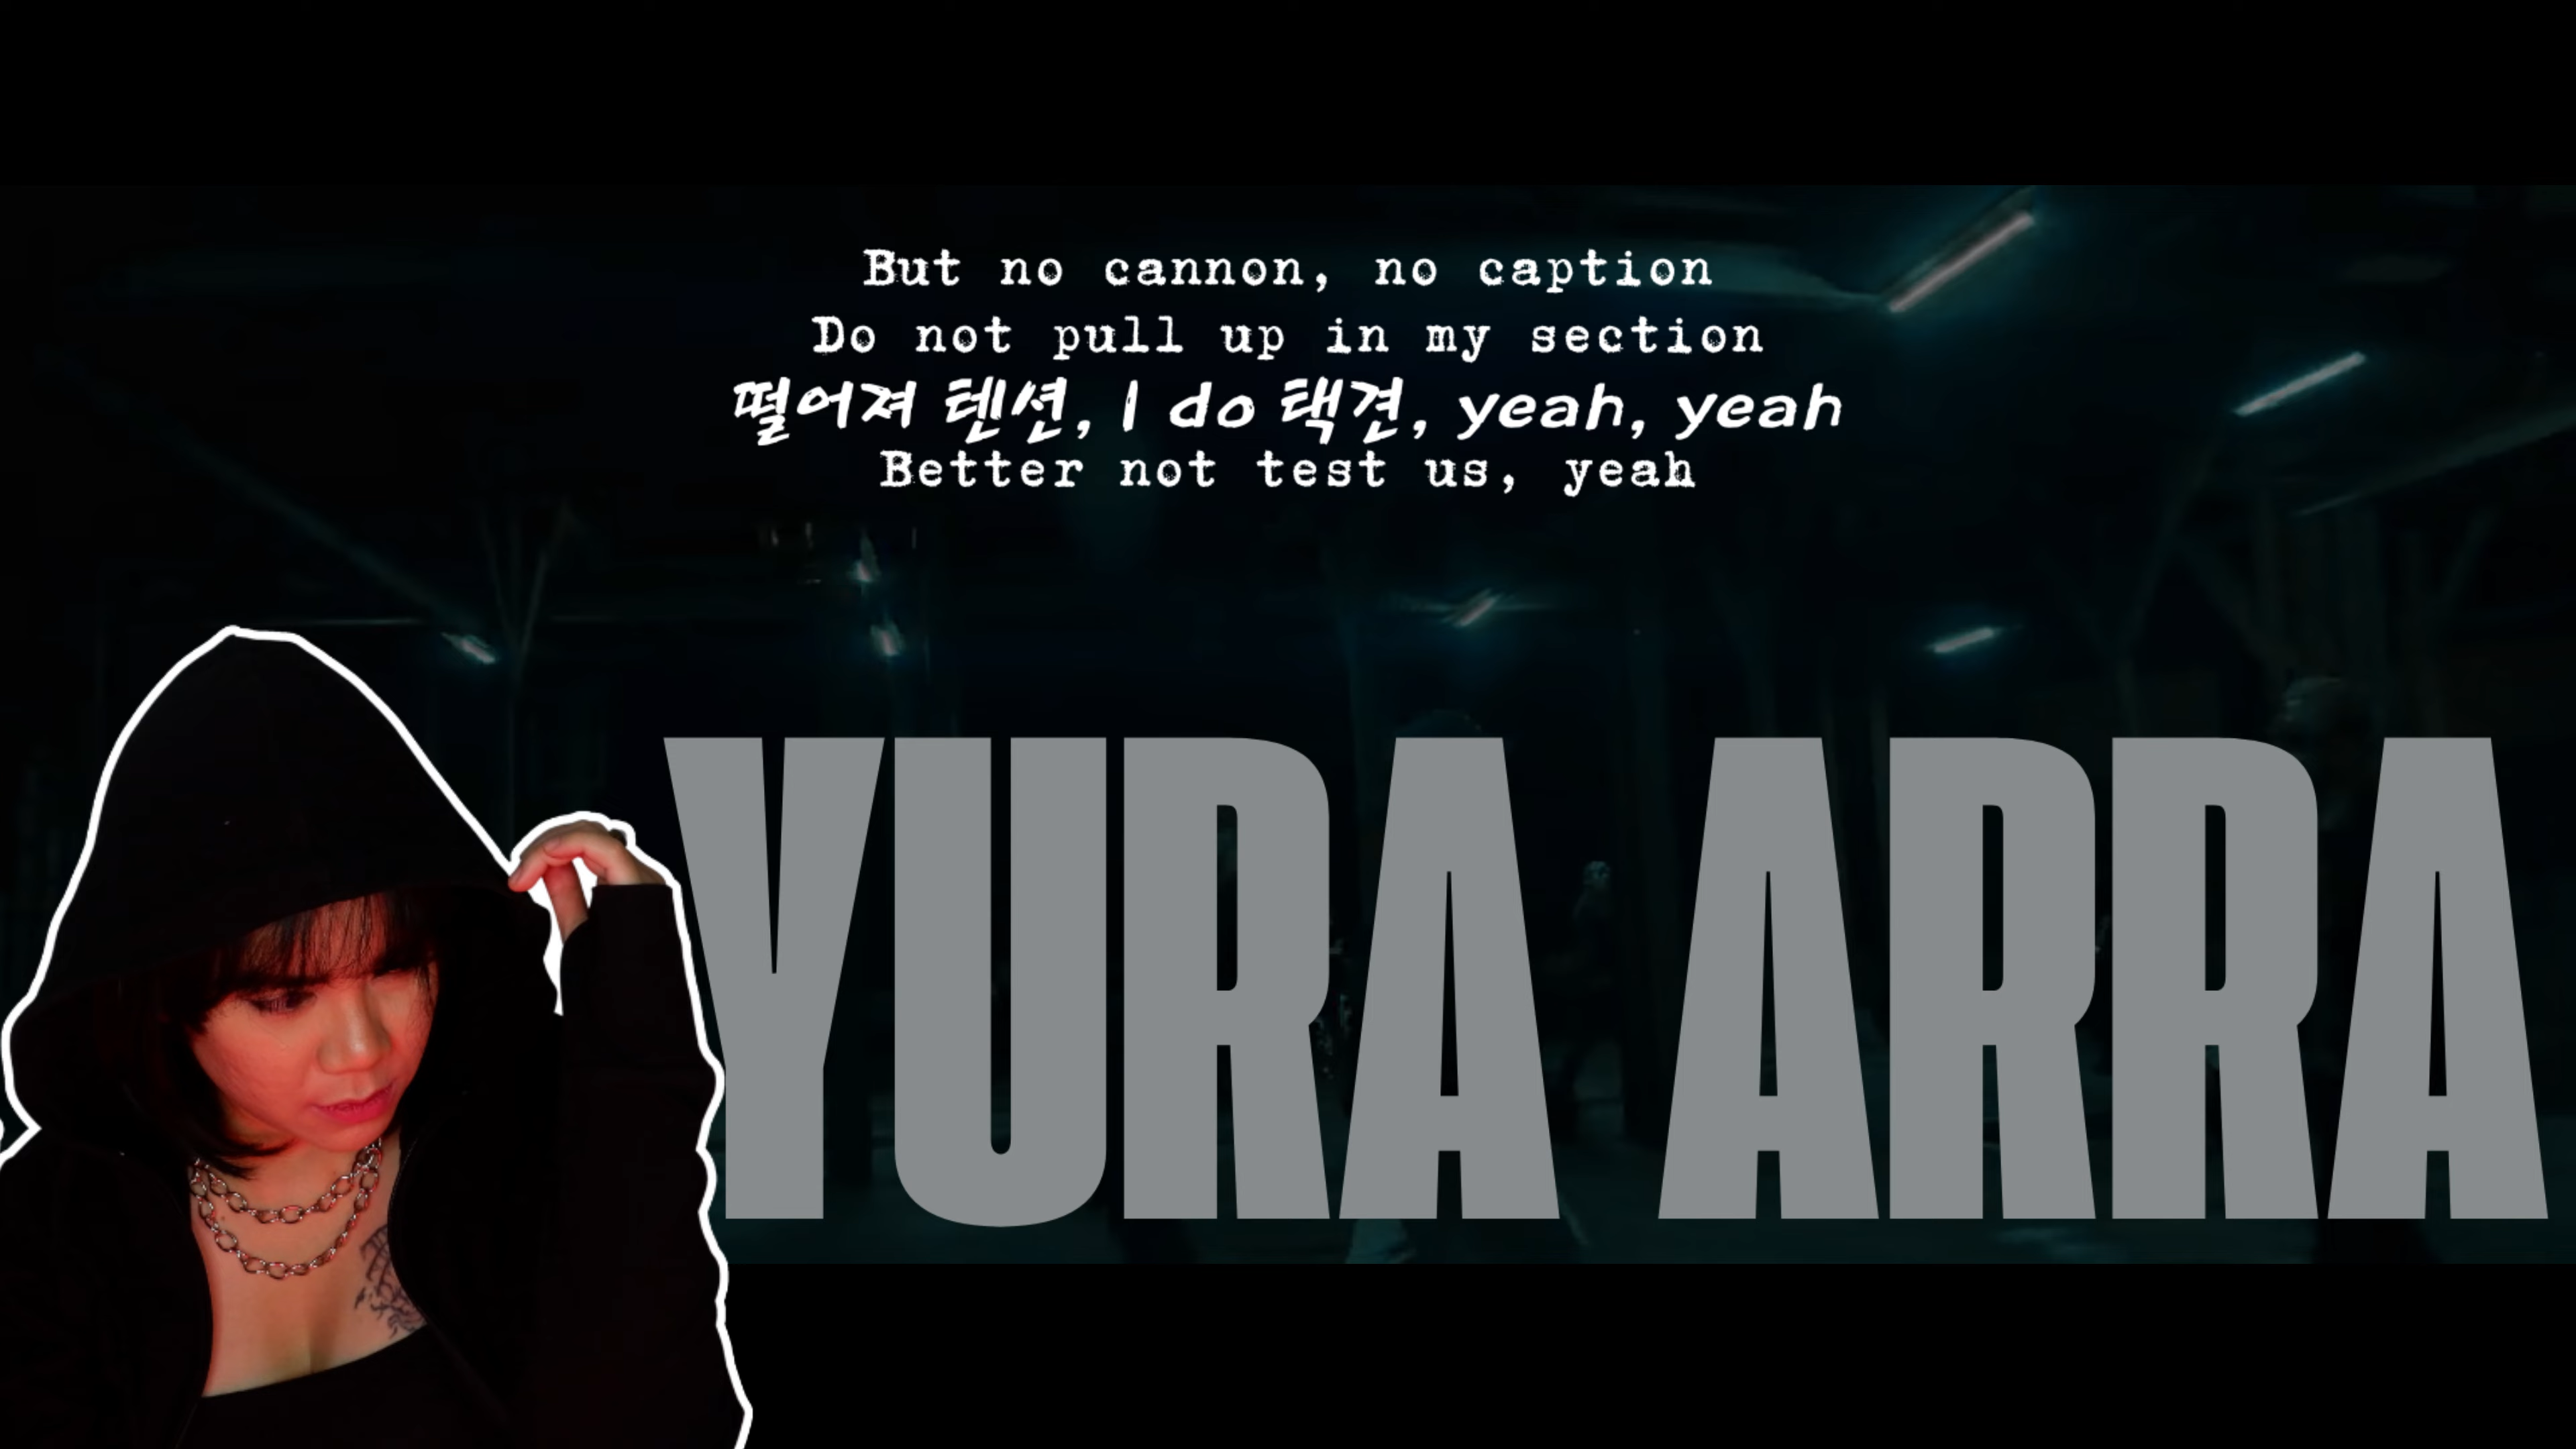 But no cannon, no caption
Do not pull up in my section
떨어져 텐션, I do 택견, yeah, yeah
Better not test us, yeah
YURA ARRA